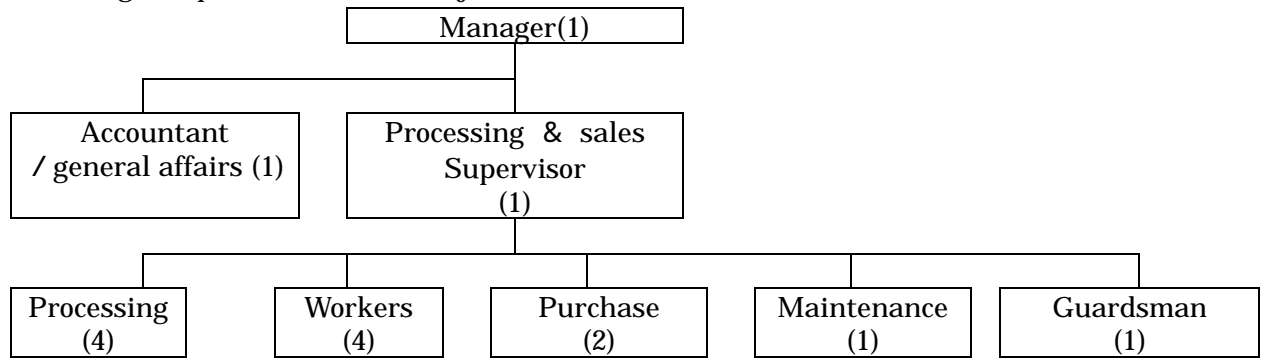 Manager(1)
Accountant
/ general affairs (1)
Processing & sales
Supervisor
(1)
Processing
(4)
Workers
(4)
Purchase
(2)
Maintenance
(1)
Guardsman
(1)